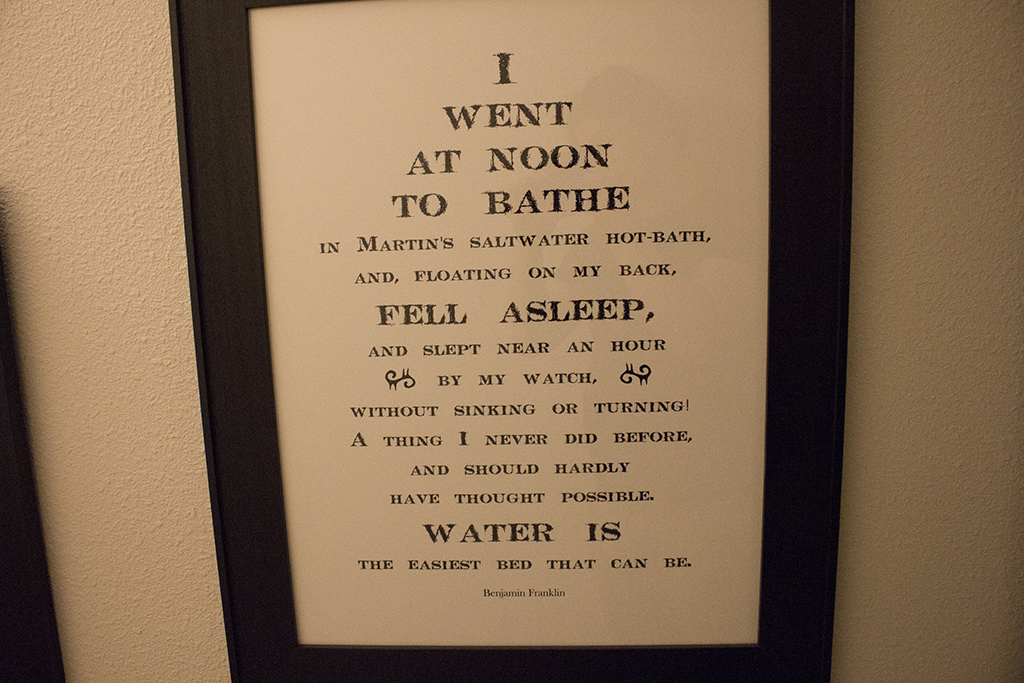 I
WENT
AT NOON
TO BATHE
IN MARTIN'S SALTWATER HOT-BATH,
AND, FLOATING ON MY BACK,
FELL ASLEEP,
AND SLEPT NEAR AN HOUR
BY MY WATCH,
WITHOUT SINKING OR TURNING!
A THING I NEVER DID BEFORE,
AND SHOULD HARDLY
HAVE THOUGHT POSSIBLE.
WATER IS
THE EASIEST BED THAT CAN BE.
Benjamin Franklin